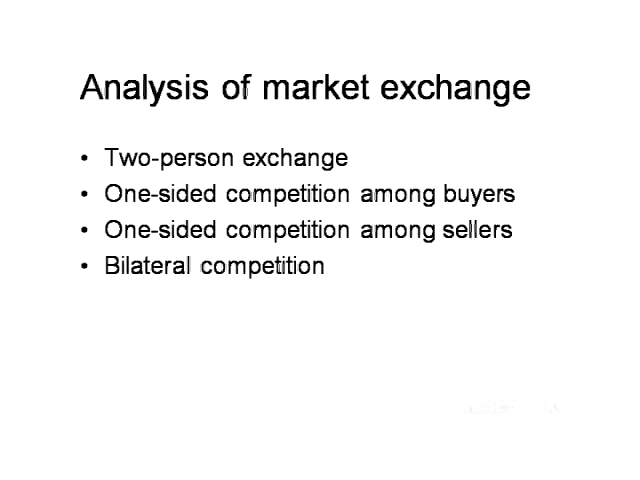 Analysis of market exchange
• Two-person exchange
• One-sided competition among buyers
• One-sided competition among sellers
• Bilateral competition